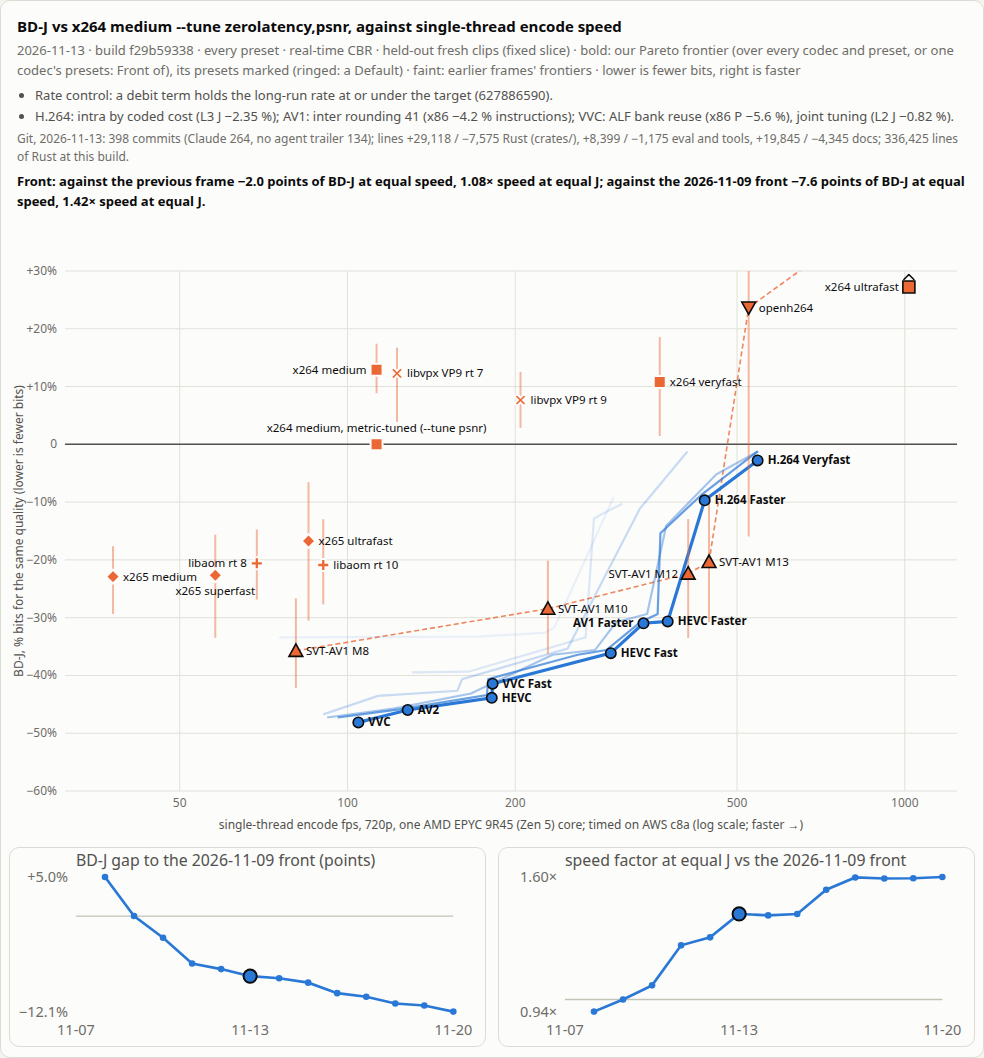 BD-J vs x264 medium --tune zerolatency,psnr, against single-thread encode speed
2026-11-13 · build f29b59338 · every preset · real-time CBR · held-out fresh clips (fixed slice) · bold: our Pareto frontier (over every codec and preset, or one
codec's presets: Front of), its presets marked (ringed: a Default) · faint: earlier frames' frontiers · lower is fewer bits, right is faster
• Rate control: a debit term holds the long-run rate at or under the target (627886590).
• H.264: intra by coded cost (L3 J −2.35 %); AV1: inter rounding 41 (x86 −4.2 % instructions); VVC: ALF bank reuse (x86 P −5.6 %), joint tuning (L2 J −0.82 %).
Git, 2026-11-13: 398 commits (Claude 264, no agent trailer 134); lines +29,118 / −7,575 Rust (crates/), +8,399 / −1,175 eval and tools, +19,845 / −4,345 docs; 336,425 lines
of Rust at this build.
Front: against the previous frame −2.0 points of BD-J at equal speed, 1.08× speed at equal J; against the 2026-11-09 front −7.6 points of BD-J at equal
speed, 1.42× speed at equal J.
+30%
x264 ultrafast
openh264
+20%
x264 medium
libvpx VP9 rt 7
x264 veryfast
+10%
libvpx VP9 rt 9
x264 medium, metric-tuned (--tune psnr)
0
H.264 Veryfast
−10%
H.264 Faster
x265 ultrafast
−20%
libaom rt 8
libaom rt 10
SVT-AV1 M13
x265 medium
SVT-AV1 M12
x265 superfast
SVT-AV1 M10
−30%
AV1 Faster
HEVC Faster
SVT-AV1 M8
HEVC Fast
−40%
VVC Fast
HEVC
AV2
VVC
−50%
−60%
BD-J, % bits for the same quality (lower is fewer bits)
50
100
200
500
1000
single-thread encode fps, 720p, one AMD EPYC 9R45 (Zen 5) core; timed on AWS c8a (log scale; faster →)
BD-J gap to the 2026-11-09 front (points)
+5.0%
−12.1%
11-07
11-13
11-20
speed factor at equal J vs the 2026-11-09 front
1.60×
0.94×
11-07
11-13
11-20